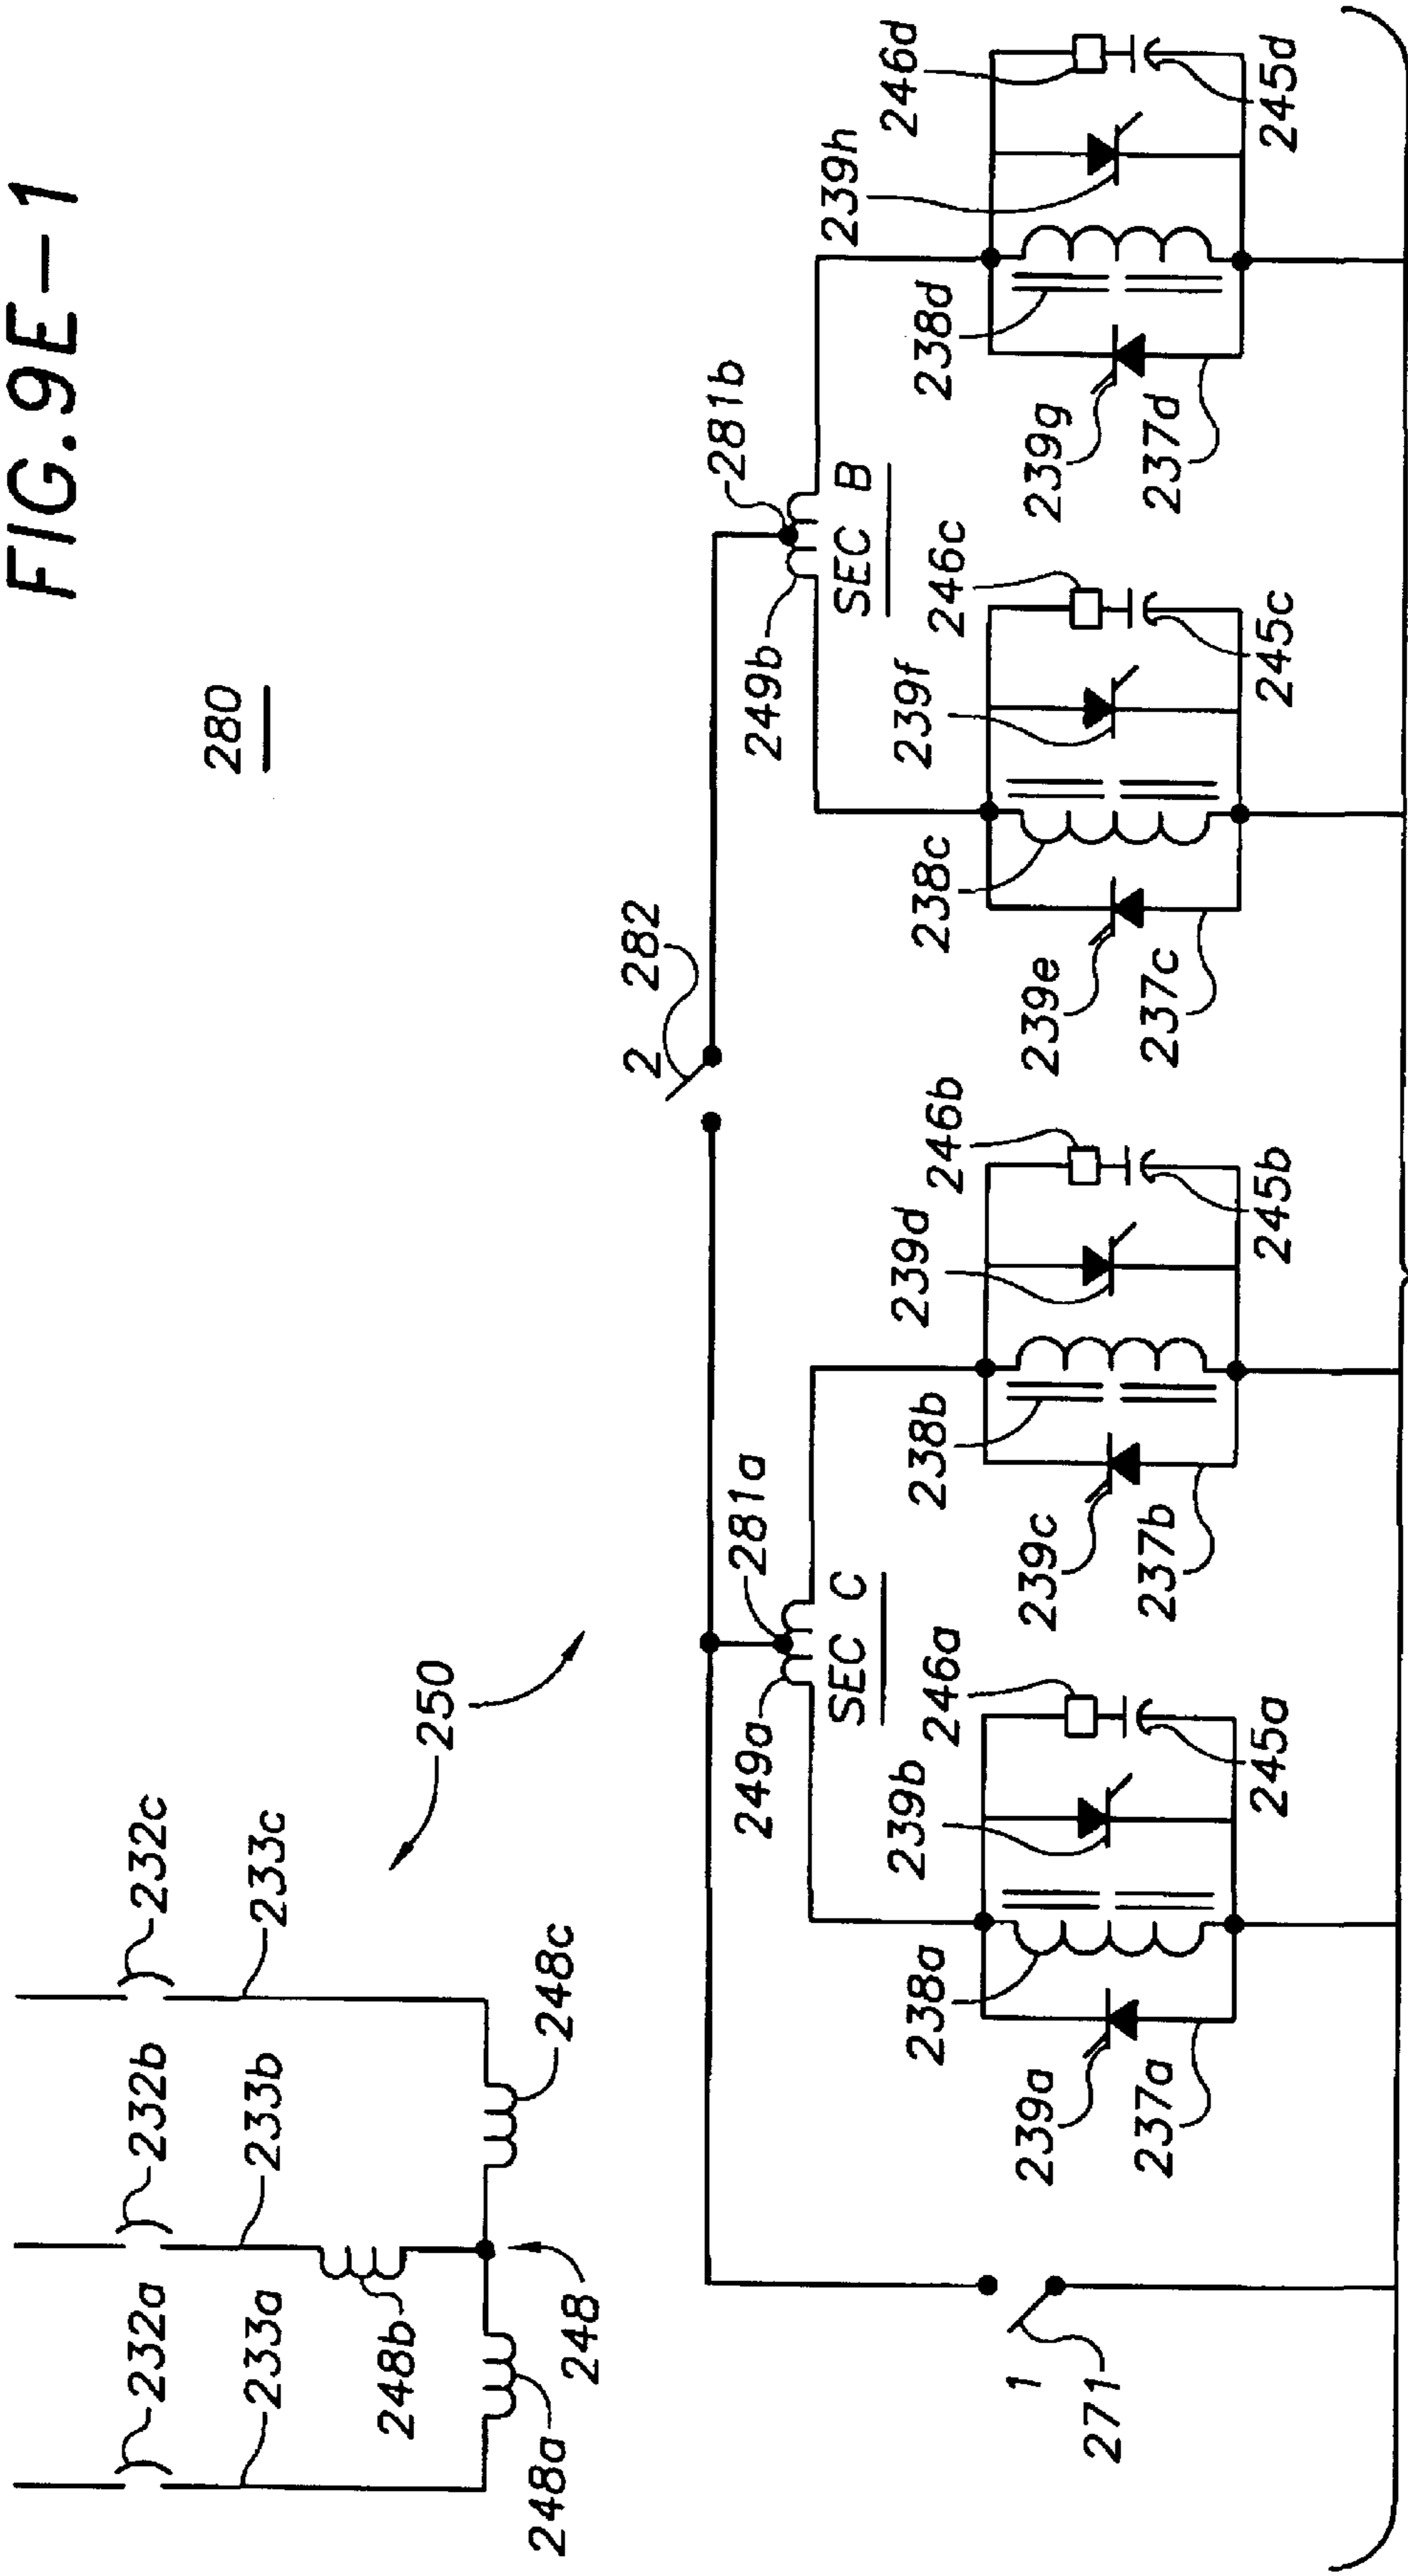 FIG.9E-1
280
232a
232b
232c
233a
233b
233c
250
248b
248a
248
248c
2
282
281a
281b
249a
SEC C
249b
SEC B
1
271
238a
239b
246a
239a
237a
245a
238b
239d
246b
239c
237b
245b
238c
239f
246c
239e
237c
245c
238d
239h
246d
239g
237d
245d